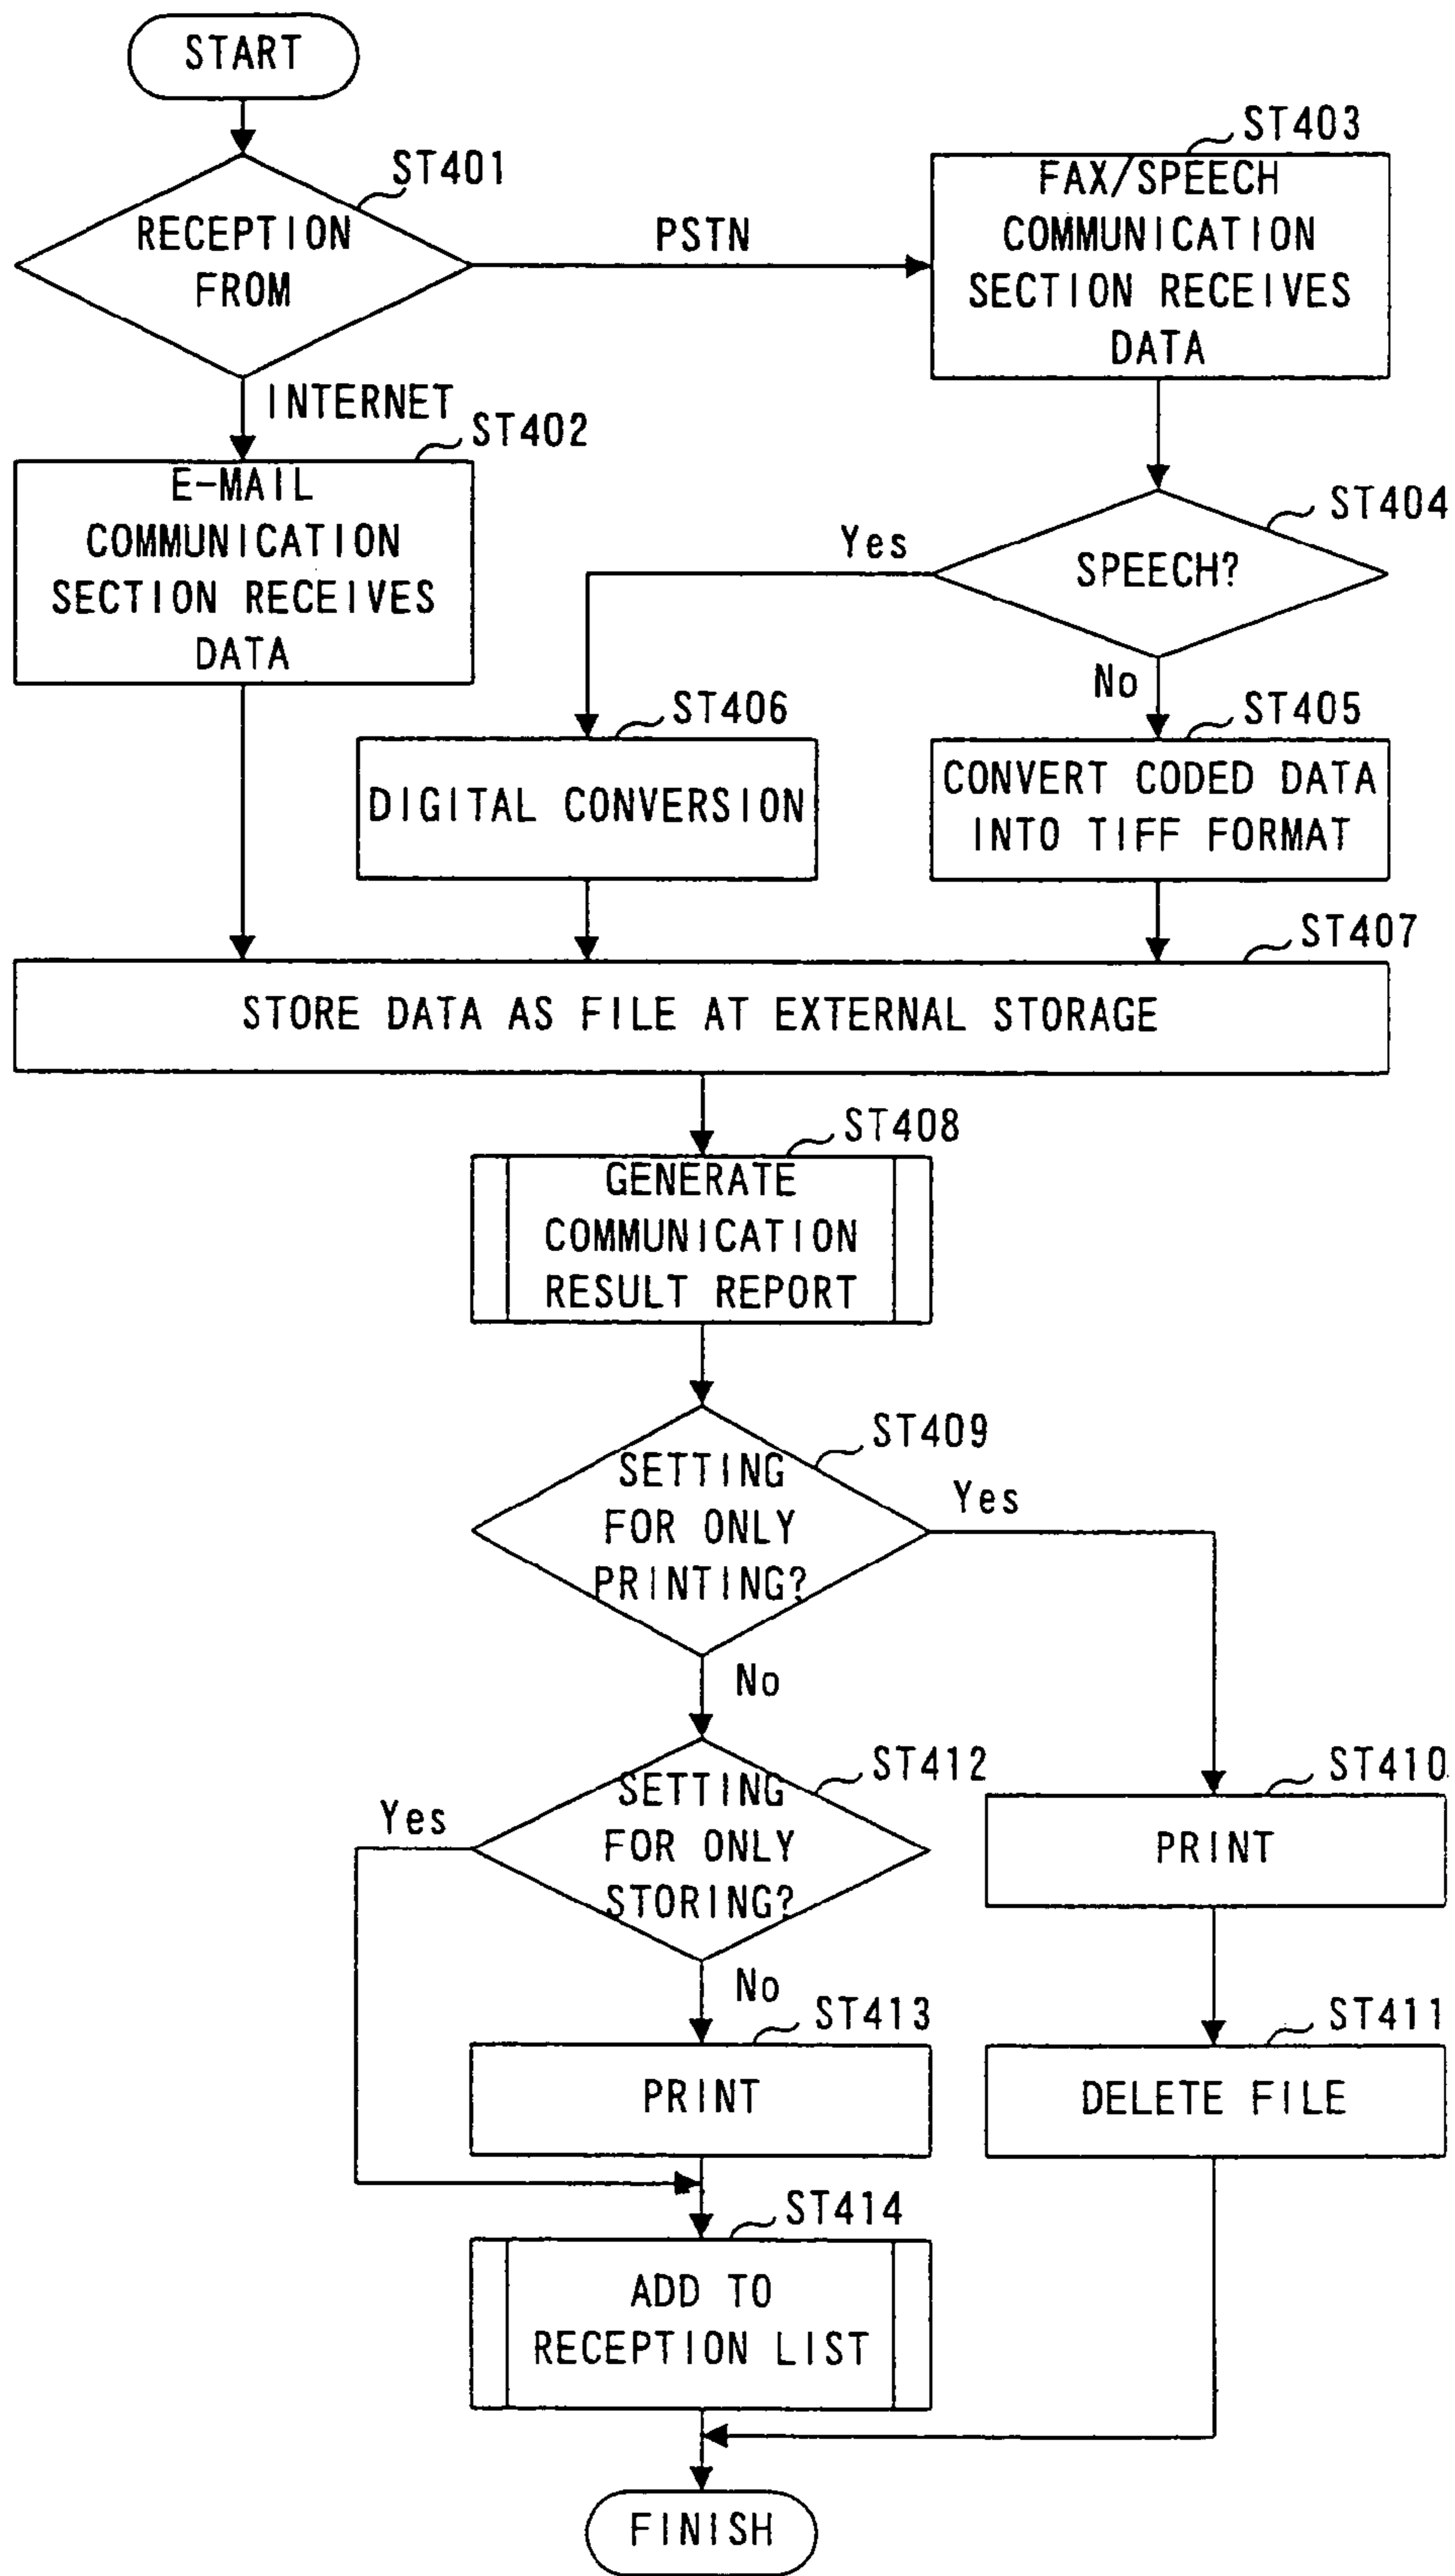 START
ST401
RECEPTION
FROM
PSTN
ST403
FAX/SPEECH
COMMUNICATION
SECTION RECEIVES
DATA
INTERNET
ST402
E-MAIL
COMMUNICATION
SECTION RECEIVES
DATA
ST404
SPEECH?
Yes
No
ST406
DIGITAL CONVERSION
ST405
CONVERT CODED DATA
INTO TIFF FORMAT
ST407
STORE DATA AS FILE AT EXTERNAL STORAGE
ST408
GENERATE
COMMUNICATION
RESULT REPORT
ST409
SETTING
FOR ONLY
PRINTING?
Yes
No
ST412
SETTING
FOR ONLY
STORING?
Yes
No
ST410
PRINT
ST413
PRINT
ST411
DELETE FILE
ST414
ADD TO
RECEPTION LIST
FINISH